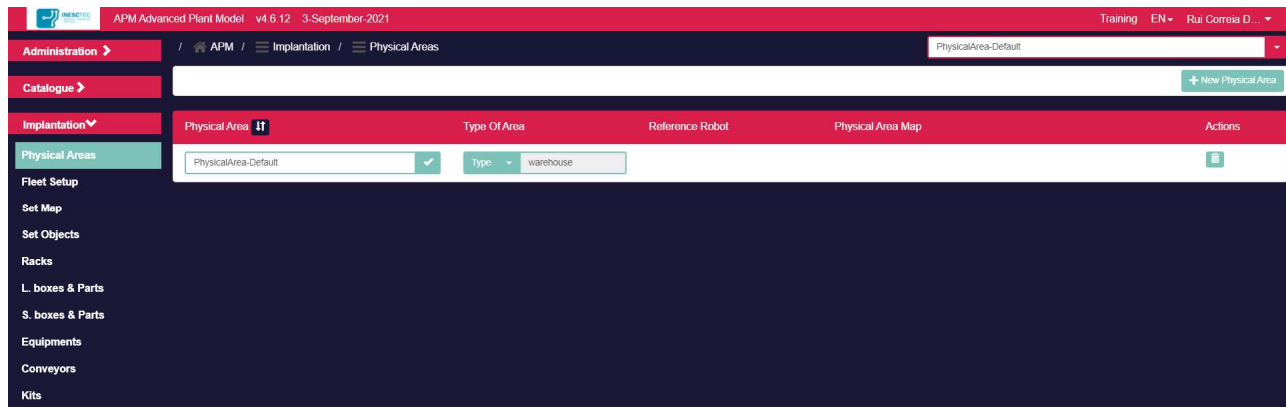 INESCTEC APM Advanced Plant Model v4.6.12 3-September-2021 Training EN Rui Correia D...
Administration
/ APM / Implantation / Physical Areas PhysicalArea-Default
Catalogue
+ New Physical Area
Implantation
Physical Area Type Of Area Reference Robot Physical Area Map Actions
Physical Areas
PhysicalArea-Default Type warehouse
Fleet Setup
Set Map
Set Objects
Racks
L. boxes & Parts
S. boxes & Parts
Equipments
Conveyors
Kits